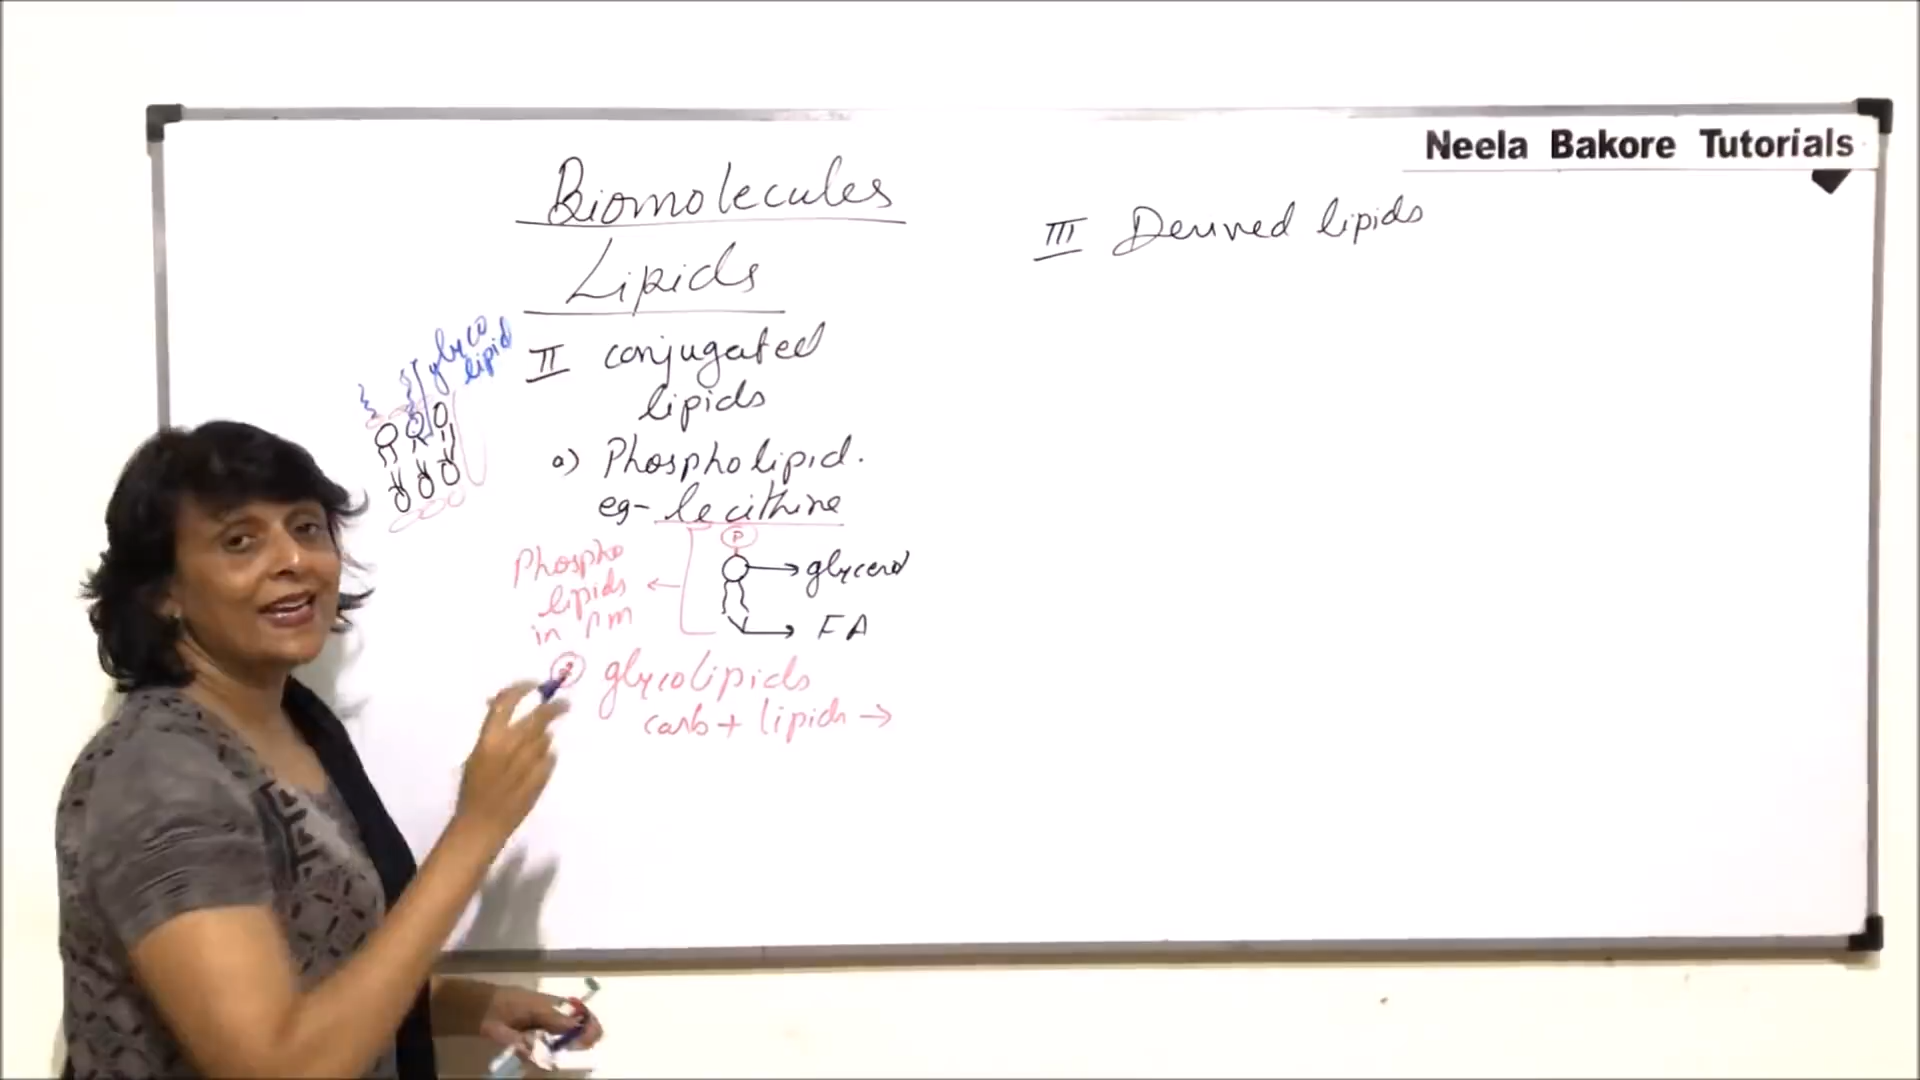 Neela Bakore Tutorials
Biomolecules
Lipids
II conjugated
lipids
a) Phospholipid.
eg- lecithine
P
glycerol
FA
Phospho
lipids
in pm
glycolipids
carb + lipids →
glyco
lipid
III Derived lipids